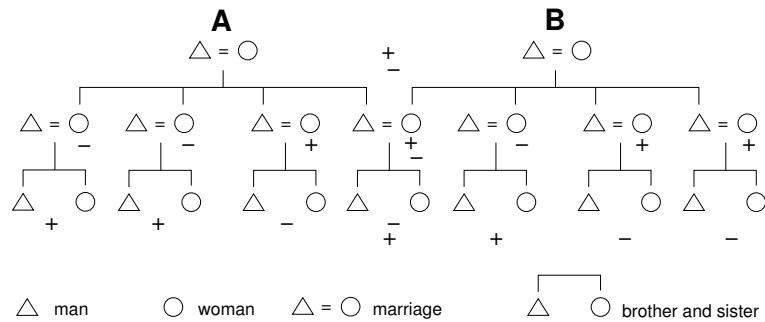 A B
= + =
−
= = = = = = =
− − + + − + +
−
+ + − − + − −
+
man woman = marriage brother and sister